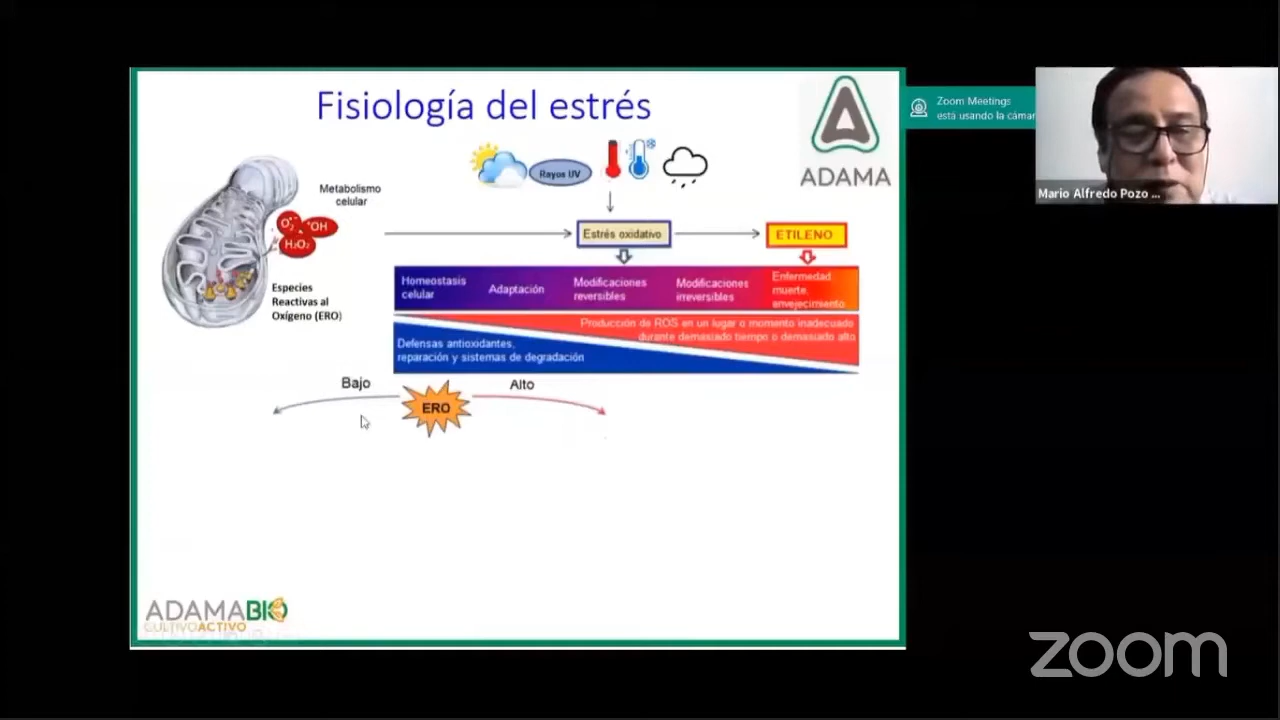 Fisiología del estrés
ADAMA
Zoom Meetings
está usando la cámar
Mario Alfredo Pozo ...
Rayos UV
Metabolismo
celular
O₂⁻
•OH
H₂O₂
Especies
Reactivas al
Oxígeno (ERO)
Estrés oxidativo
ETILENO
Homeostasis
celular
Adaptación
Modificaciones
reversibles
Modificaciones
irreversibles
Enfermedad
muerte,
envejecimiento
Producción de ROS en un lugar o momento inadecuado
durante demasiado tiempo o demasiado alto
Defensas antioxidantes,
reparación y sistemas de degradación
Bajo
ERO
Alto
ADAMABIO
CULTIVOACTIVO
zoom